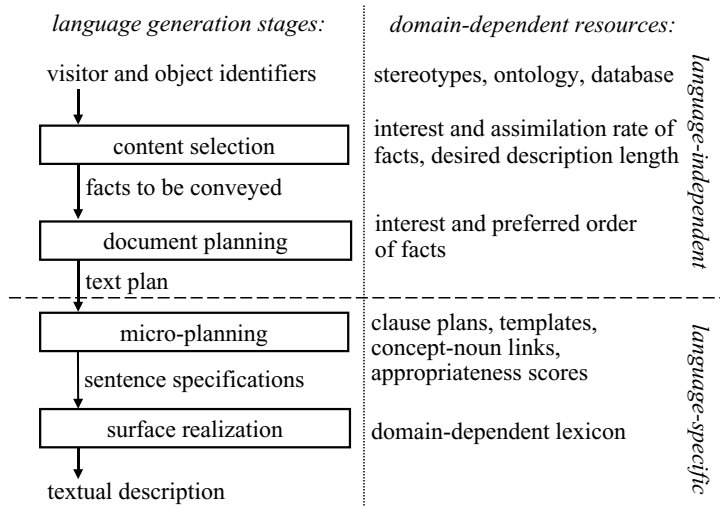 language generation stages:
domain-dependent resources:
visitor and object identifiers
stereotypes, ontology, database
content selection
interest and assimilation rate of
facts, desired description length
facts to be conveyed
document planning
interest and preferred order
of facts
text plan
language-independent
micro-planning
clause plans, templates,
concept-noun links,
appropriateness scores
sentence specifications
surface realization
domain-dependent lexicon
textual description
language-specific